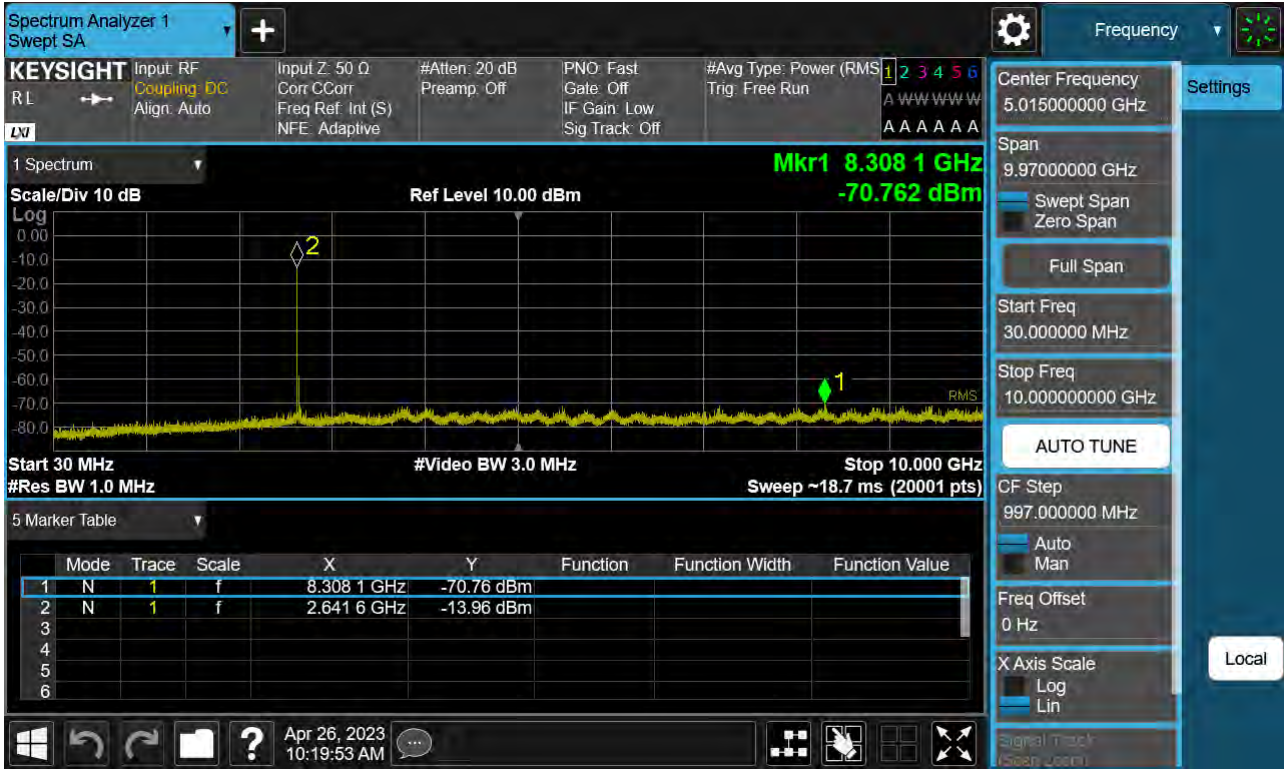 Spectrum Analyzer 1
Swept SA
+
Frequency
KEYSIGHT
RL
LXI
Input: RF
Coupling: DC
Align: Auto
Input Z: 50 Ω
Corr CCorr
Freq Ref: Int (S)
NFE: Adaptive
#Atten: 20 dB
Preamp: Off
PNO: Fast
Gate: Off
IF Gain: Low
Sig Track: Off
#Avg Type: Power (RMS
Trig: Free Run
1 2 3 4 5 6
A W W W W W
A A A A A A
1 Spectrum
Mkr1 8.308 1 GHz
-70.762 dBm
Scale/Div 10 dB
Ref Level 10.00 dBm
Log
0.00
-10.0
-20.0
-30.0
-40.0
-50.0
-60.0
-70.0
-80.0
2
1
RMS
Start 30 MHz
#Video BW 3.0 MHz
Stop 10.000 GHz
#Res BW 1.0 MHz
Sweep ~18.7 ms (20001 pts)
5 Marker Table
Mode Trace Scale X Y Function Function Width Function Value
1 N 1 f 8.308 1 GHz -70.76 dBm
2 N 1 f 2.641 6 GHz -13.96 dBm
3
4
5
6
?
Apr 26, 2023
10:19:53 AM
Center Frequency
5.015000000 GHz
Span
9.97000000 GHz
Swept Span
Zero Span
Full Span
Start Freq
30.000000 MHz
Stop Freq
10.000000000 GHz
AUTO TUNE
CF Step
997.000000 MHz
Auto
Man
Freq Offset
0 Hz
X Axis Scale
Log
Lin
Signal Track
(Span Zoom)
Settings
Local